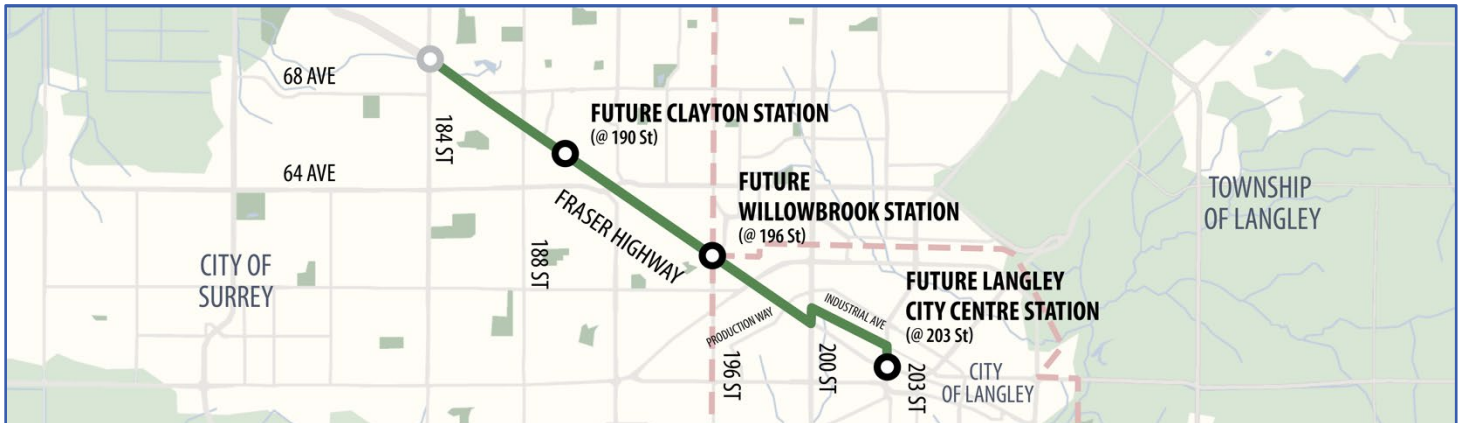 68 AVE
184 ST
FUTURE CLAYTON STATION
(@ 190 St)
64 AVE
FUTURE
WILLOWBROOK STATION
(@ 196 St)
TOWNSHIP
OF LANGLEY
FRASER HIGHWAY
188 ST
CITY OF
SURREY
FUTURE LANGLEY
CITY CENTRE STATION
(@ 203 St)
INDUSTRIAL AVE
PRODUCTION WAY
196 ST
200 ST
203 ST
CITY
OF LANGLEY